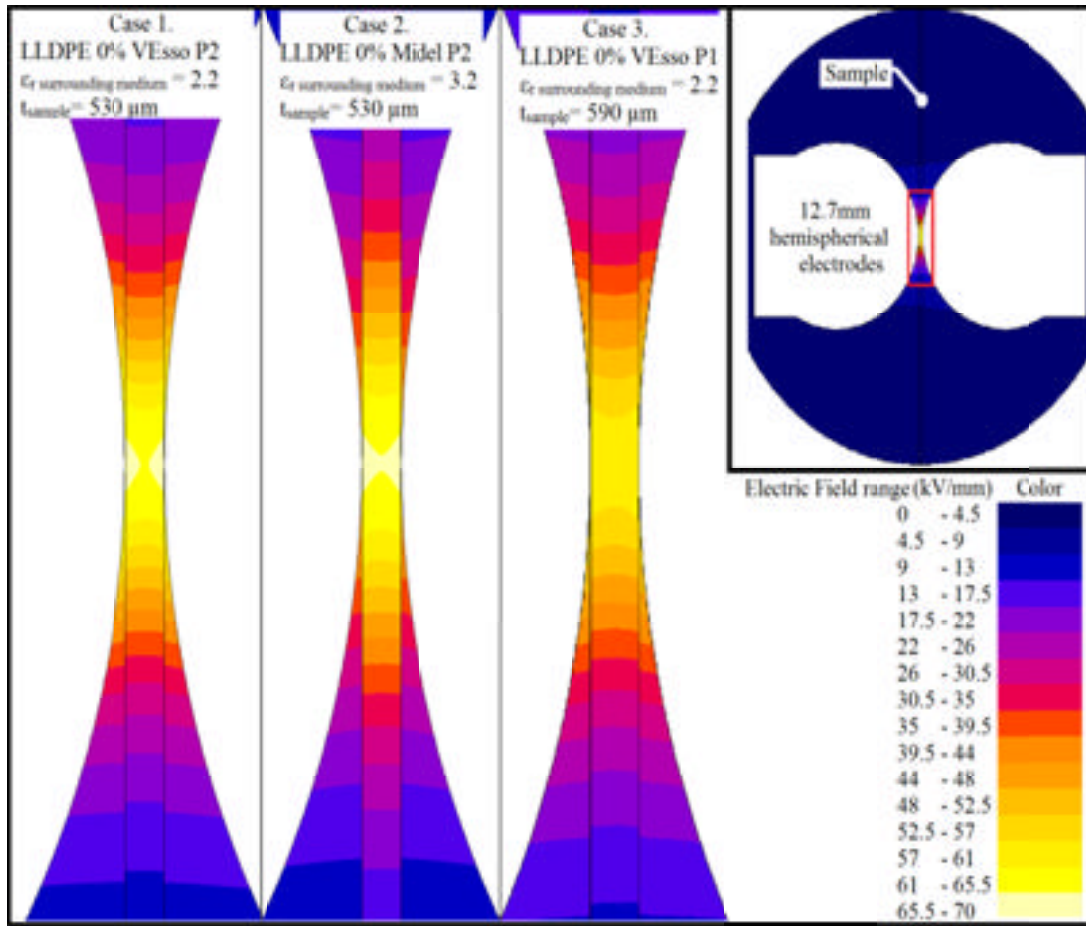 Case 1.
LLDPE 0% VEsso P2
εr surrounding medium = 2.2
tsample= 530 μm
Case 2.
LLDPE 0% Midel P2
εr surrounding medium = 3.2
tsample= 530 μm
Case 3.
LLDPE 0% VEsso P1
εr surrounding medium = 2.2
tsample= 590 μm
Sample
12.7mm
hemispherical
electrodes
Electric Field range (kV/mm) Color
0 - 4.5
4.5 - 9
9 - 13
13 - 17.5
17.5 - 22
22 - 26
26 - 30.5
30.5 - 35
35 - 39.5
39.5 - 44
44 - 48
48 - 52.5
52.5 - 57
57 - 61
61 - 65.5
65.5 - 70